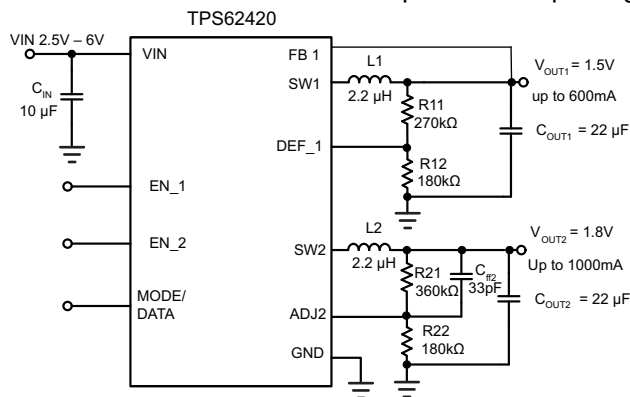 TPS62420
VIN 2.5V – 6V
VIN
FB 1
L1
SW1
2.2 µH
V_OUT1 = 1.5V
up to 600mA
C_IN
10 µF
R11
270kΩ
DEF_1
R12
180kΩ
C_OUT1 = 22 µF
EN_1
EN_2
L2
SW2
2.2 µH
V_OUT2 = 1.8V
Up to 1000mA
R21
360kΩ
C_ff2
33pF
MODE/
DATA
ADJ2
R22
180kΩ
C_OUT2 = 22 µF
GND